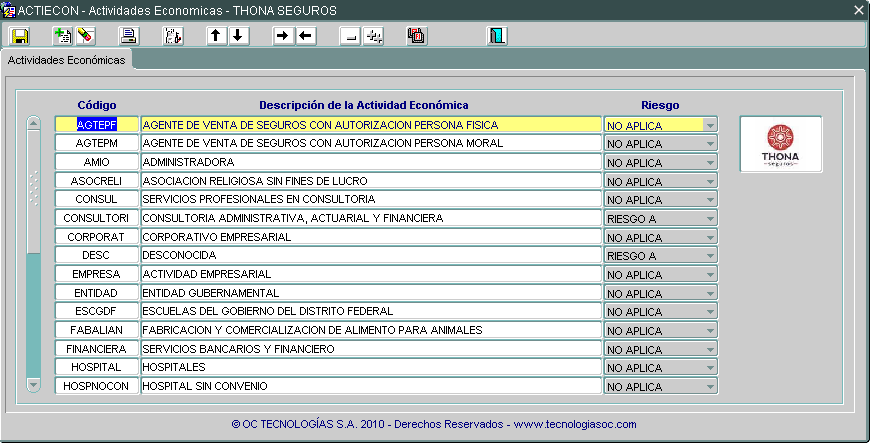 ACTIECON - Actividades Economicas - THONA SEGUROS
Actividades Económicas
Código Descripción de la Actividad Económica Riesgo
AGTEPF AGENTE DE VENTA DE SEGUROS CON AUTORIZACION PERSONA FISICA NO APLICA
AGTEPM AGENTE DE VENTA DE SEGUROS CON AUTORIZACION PERSONA MORAL NO APLICA
AMIO ADMINISTRADORA NO APLICA
ASOCRELI ASOCIACION RELIGIOSA SIN FINES DE LUCRO NO APLICA
CONSUL SERVICIOS PROFESIONALES EN CONSULTORIA NO APLICA
CONSULTORI CONSULTORIA ADMINISTRATIVA, ACTUARIAL Y FINANCIERA RIESGO A
CORPORAT CORPORATIVO EMPRESARIAL NO APLICA
DESC DESCONOCIDA RIESGO A
EMPRESA ACTIVIDAD EMPRESARIAL NO APLICA
ENTIDAD ENTIDAD GUBERNAMENTAL NO APLICA
ESCGDF ESCUELAS DEL GOBIERNO DEL DISTRITO FEDERAL NO APLICA
FABALIAN FABRICACION Y COMERCIALIZACION DE ALIMENTO PARA ANIMALES NO APLICA
FINANCIERA SERVICIOS BANCARIOS Y FINANCIERO NO APLICA
HOSPITAL HOSPITALES NO APLICA
HOSPNOCON HOSPITAL SIN CONVENIO NO APLICA
THONA
seguros
© OC TECNOLOGÍAS S.A. 2010 - Derechos Reservados - www.tecnologiasoc.com